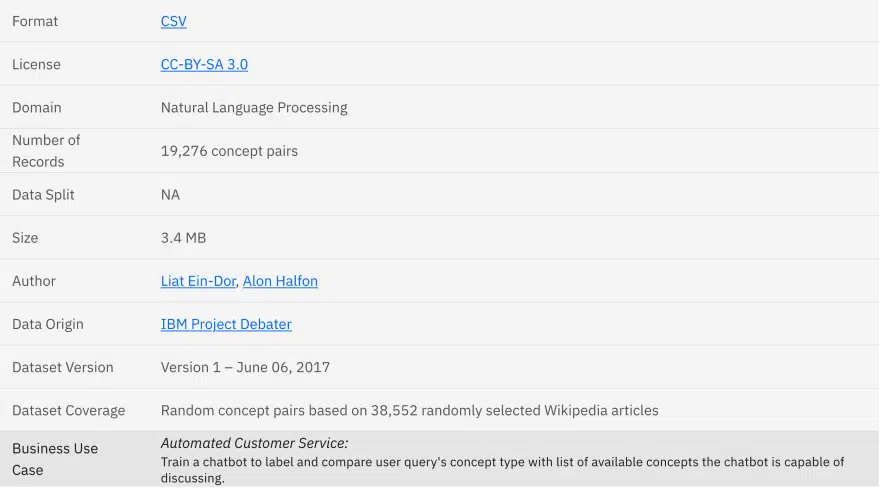 Format CSV
License CC-BY-SA 3.0
Domain Natural Language Processing
Number of
Records 19,276 concept pairs
Data Split NA
Size 3.4 MB
Author Liat Ein-Dor, Alon Halfon
Data Origin IBM Project Debater
Dataset Version Version 1 – June 06, 2017
Dataset Coverage Random concept pairs based on 38,552 randomly selected Wikipedia articles
Business Use
Case
Automated Customer Service:
Train a chatbot to label and compare user query's concept type with list of available concepts the chatbot is capable of
discussing.